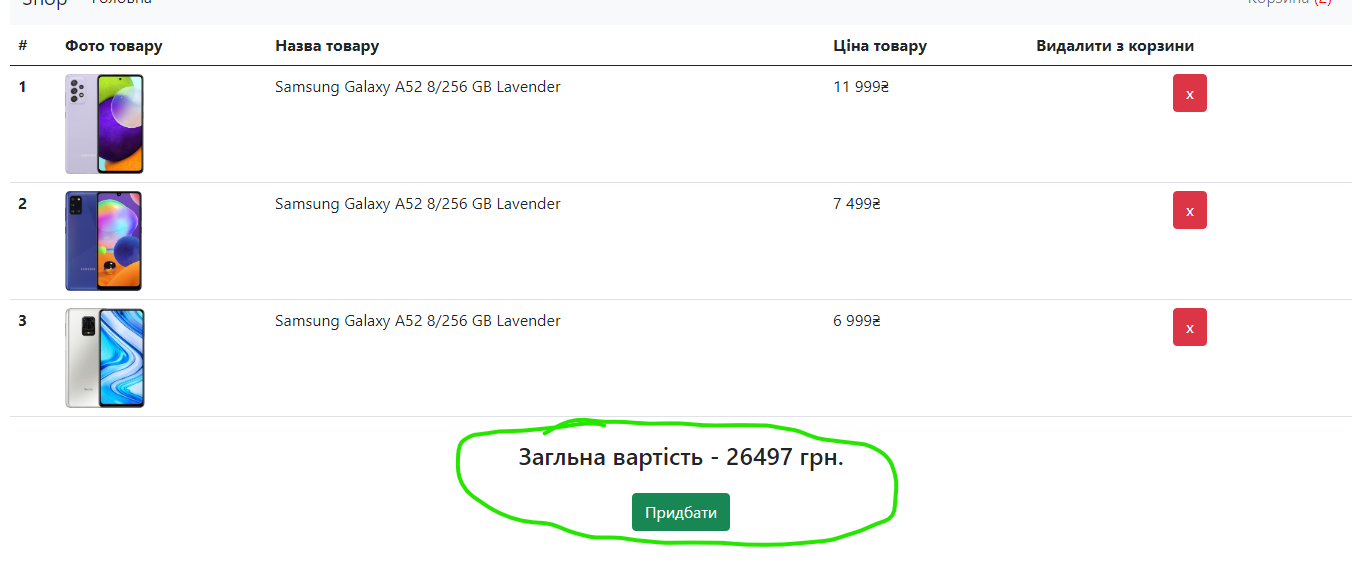 Shop Головна Корзина (2)
# Фото товару Назва товару Ціна товару Видалити з корзини
1 Samsung Galaxy A52 8/256 GB Lavender 11 999₴ x
2 Samsung Galaxy A52 8/256 GB Lavender 7 499₴ x
3 Samsung Galaxy A52 8/256 GB Lavender 6 999₴ x
Загльна вартість - 26497 грн.
Придбати